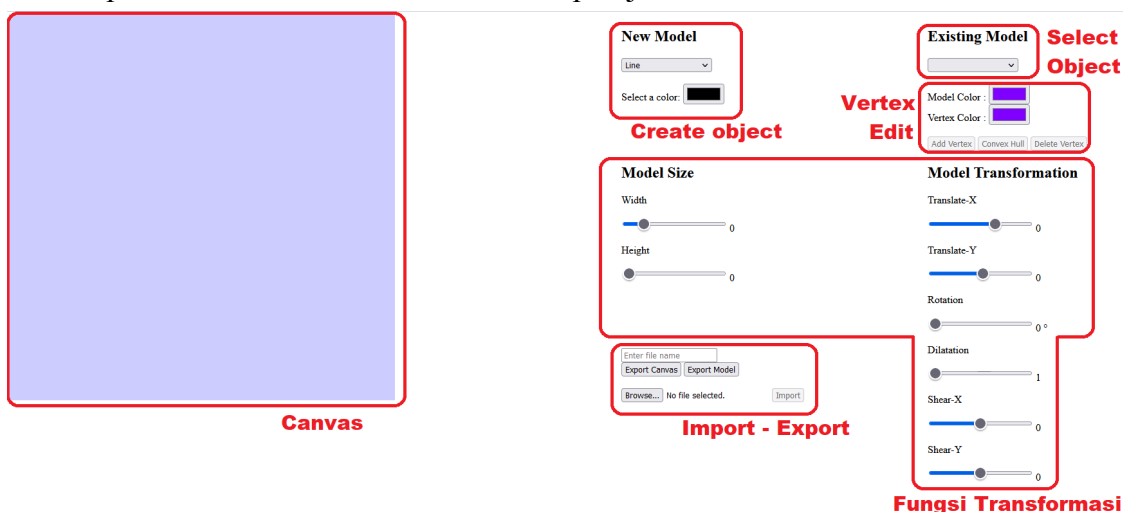 New Model
Line
Select a color:
Create object
Existing Model
Select
Object
Vertex
Edit
Model Color :
Vertex Color :
Add Vertex
Convex Hull
Delete Vertex
Model Size
Width
0
Height
0
Model Transformation
Translate-X
0
Translate-Y
0
Rotation
0 °
Dilatation
1
Shear-X
0
Shear-Y
0
Enter file name
Export Canvas
Export Model
Browse...
No file selected.
Import
Import - Export
Canvas
Fungsi Transformasi